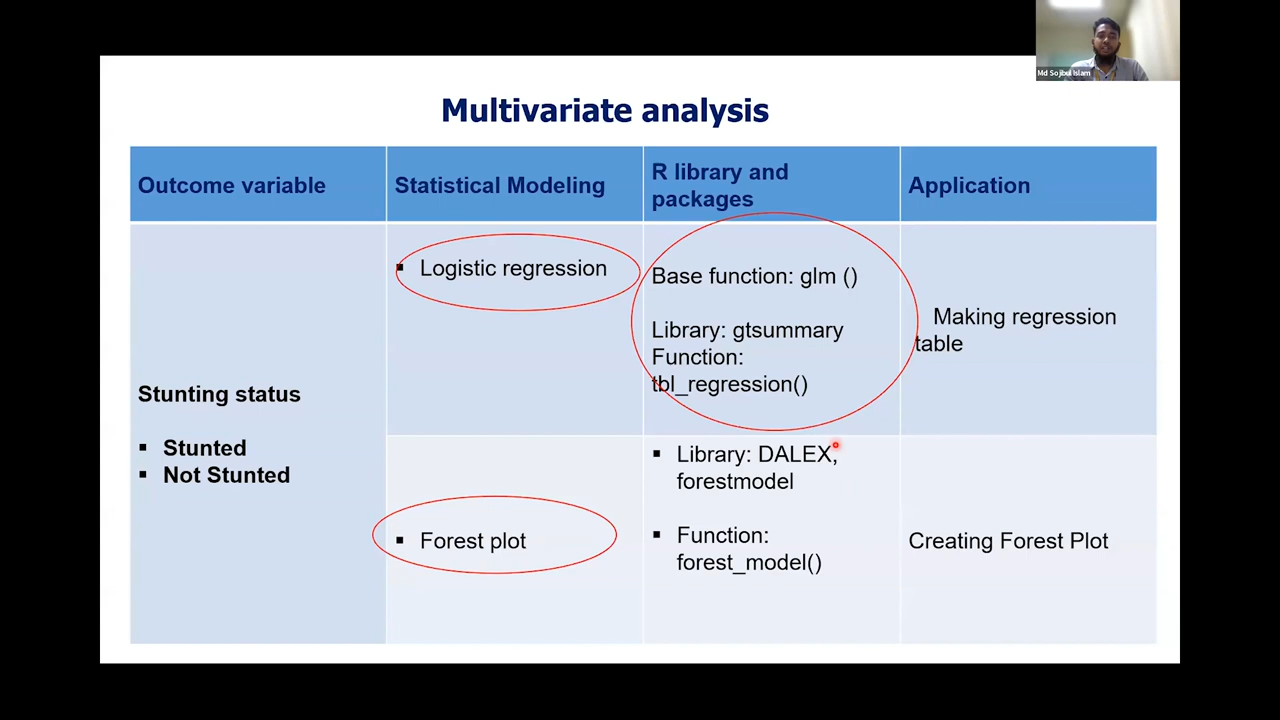 Md Sojibul Islam
Multivariate analysis
Outcome variable
Statistical Modeling
R library and
packages
Application
Stunting status
▪ Stunted
▪ Not Stunted
▪ Logistic regression
Base function: glm ()
Library: gtsummary
Function:
tbl_regression()
Making regression
table
▪ Forest plot
▪ Library: DALEX,
forestmodel
▪ Function:
forest_model()
Creating Forest Plot